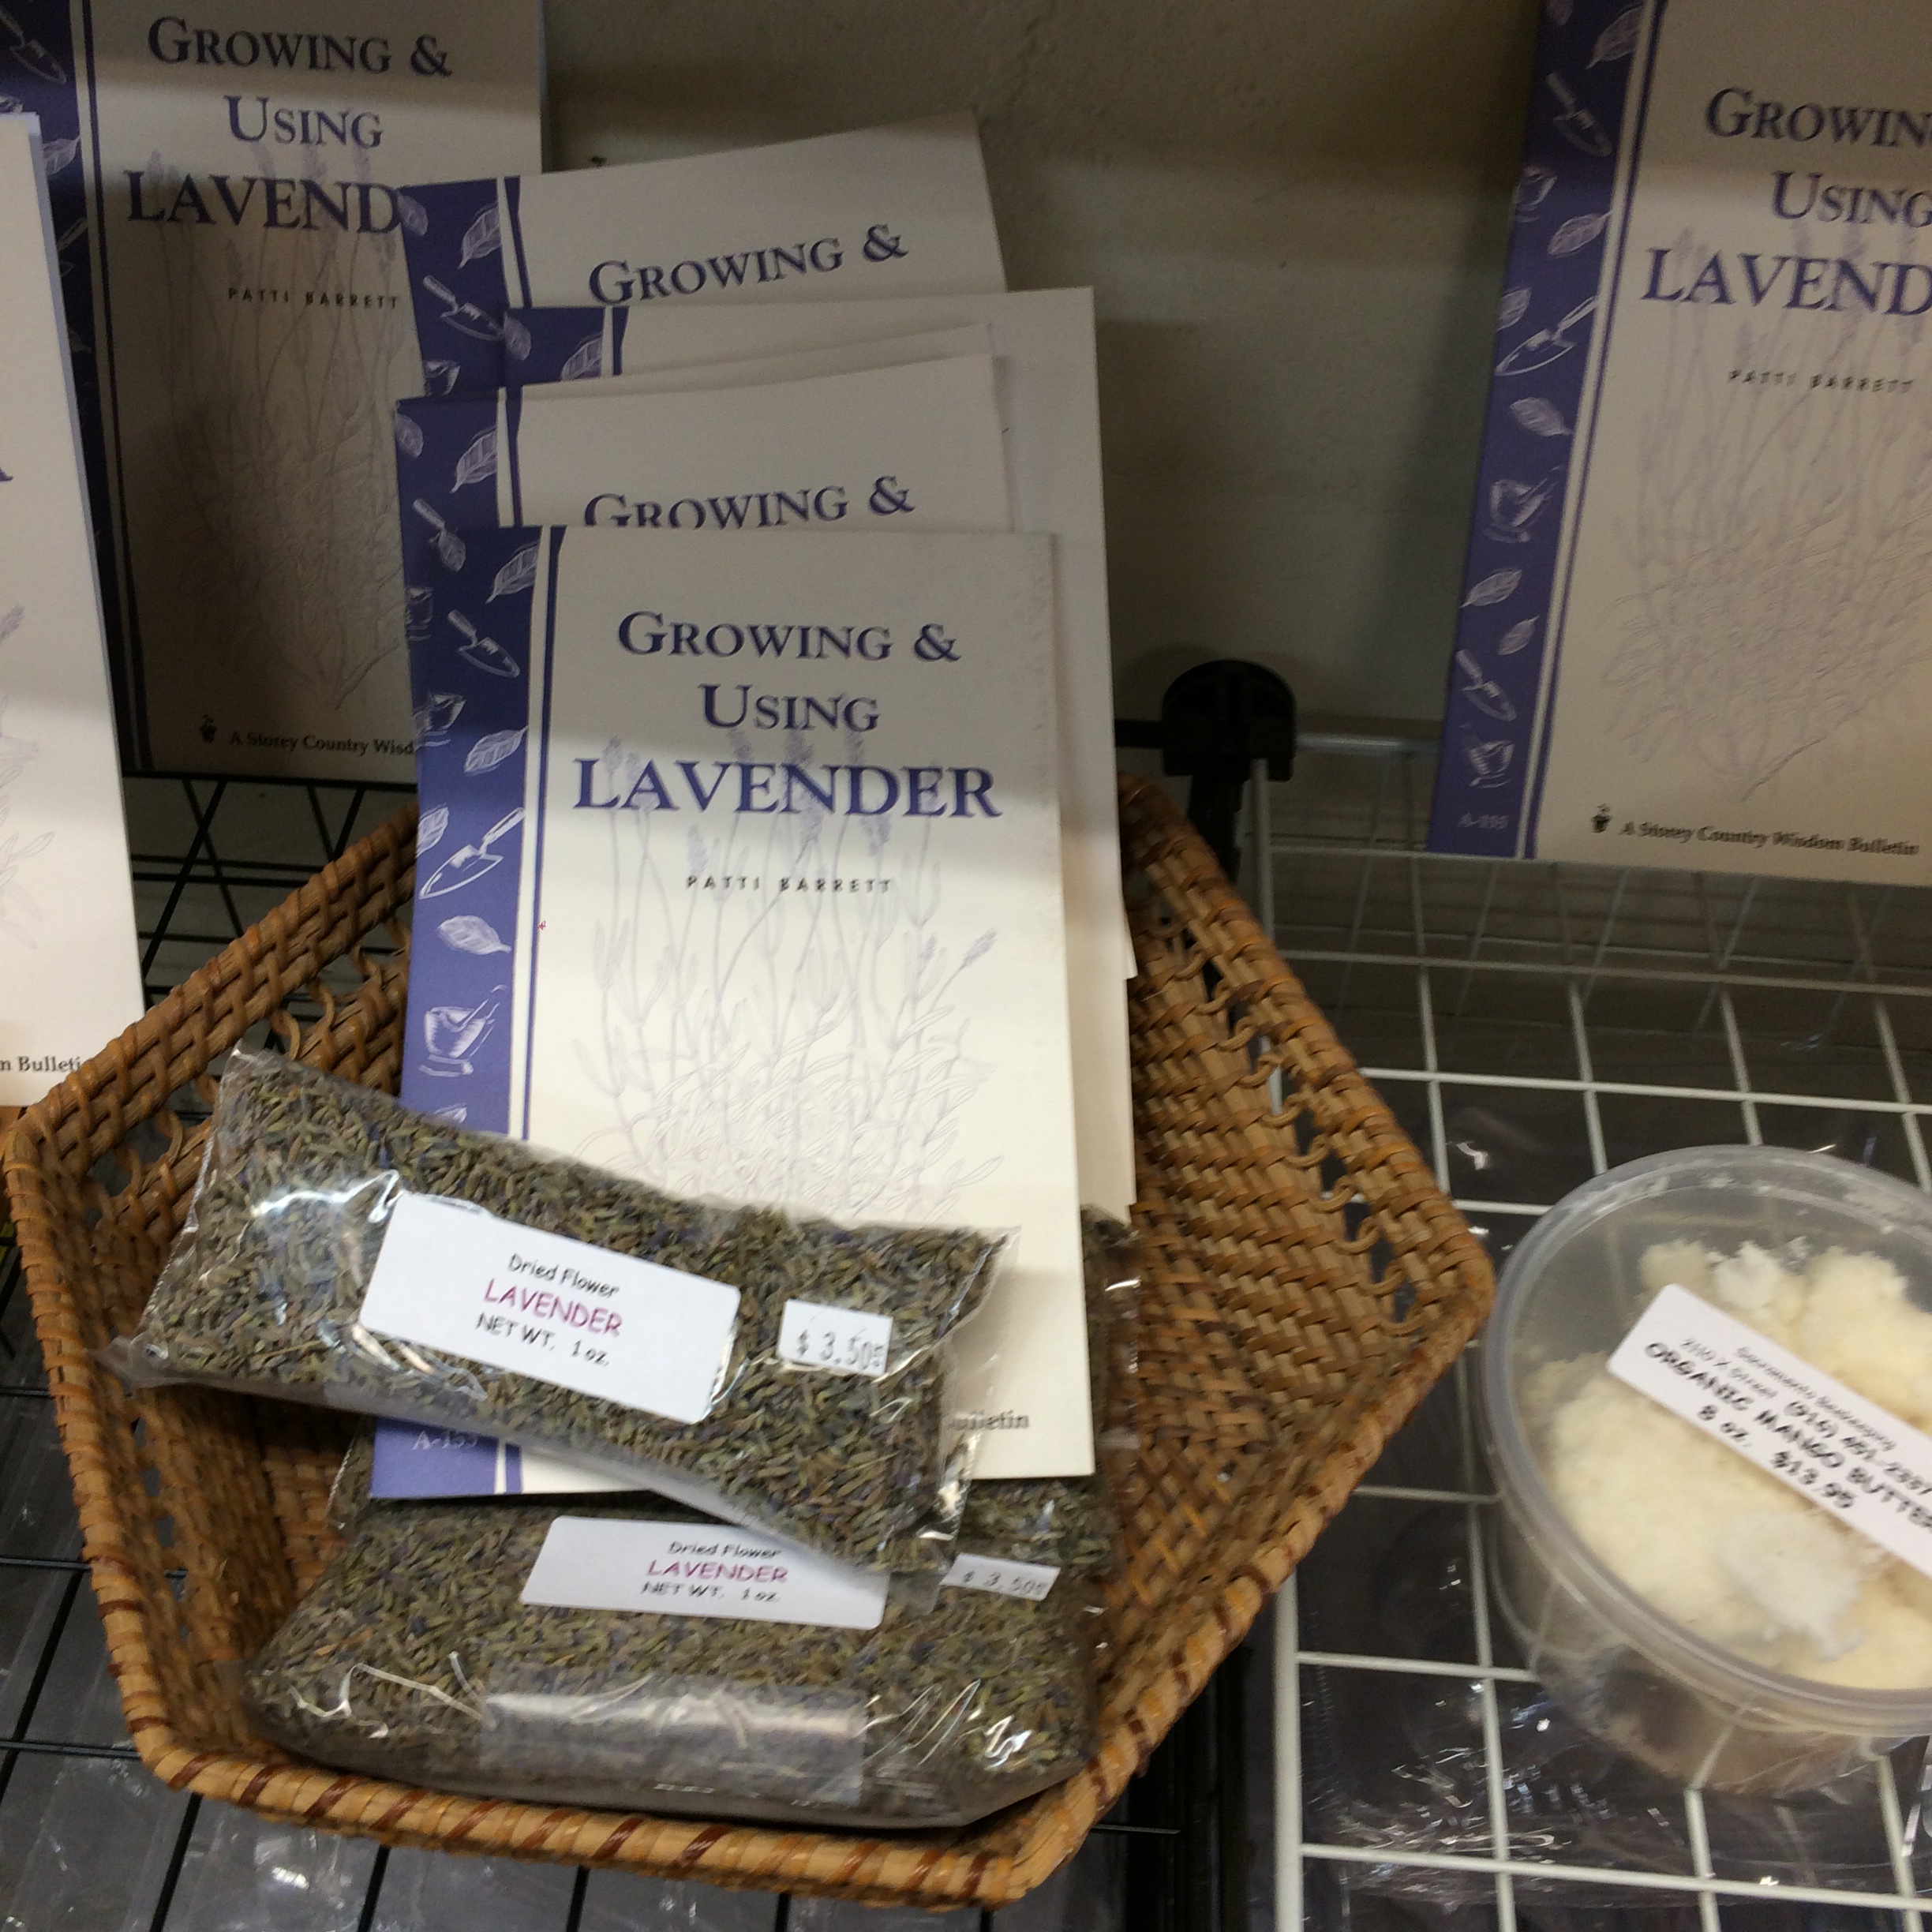 GROWING &
USING
LAVEND
PATTI BARRETT
A Storey Country Wisd
GROWING &
GROWING &
GROWING &
USING
LAVENDER
PATTI BARRETT
Bulletin
GROWIN
USING
LAVEND
PATTI BARRETT
A Storey Country Wisdom Bulletin
m Bulleti
Dried Flower
LAVENDER
NET WT. 1 oz.
$ 3.50
Dried Flower
LAVENDER
NET WT. 1 oz.
$ 3.50
ORGANIC MANGO BUTTER
8 oz. $13.95